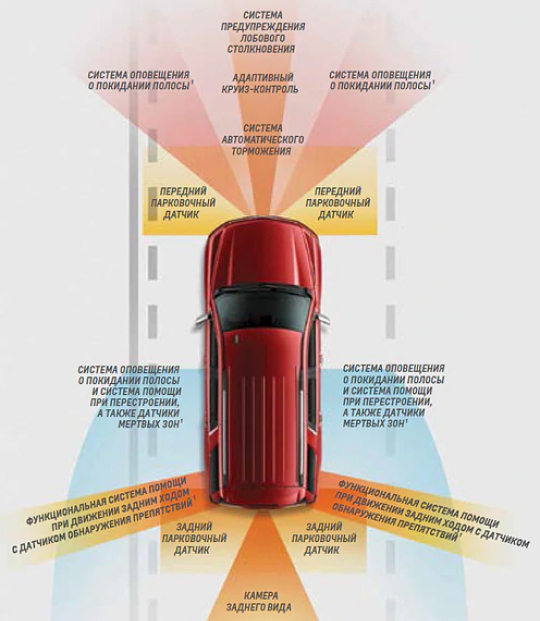 СИСТЕМА
ПРЕДУПРЕЖДЕНИЯ
ЛОБОВОГО
СТОЛКНОВЕНИЯ
СИСТЕМА ОПОВЕЩЕНИЯ
О ПОКИДАНИИ ПОЛОСЫ¹
АДАПТИВНЫЙ
КРУИЗ-КОНТРОЛЬ
СИСТЕМА ОПОВЕЩЕНИЯ
О ПОКИДАНИИ ПОЛОСЫ¹
СИСТЕМА
АВТОМАТИЧЕСКОГО
ТОРМОЖЕНИЯ
ПЕРЕДНИЙ
ПАРКОВОЧНЫЙ
ДАТЧИК
ПЕРЕДНИЙ
ПАРКОВОЧНЫЙ
ДАТЧИК
СИСТЕМА ОПОВЕЩЕНИЯ
О ПОКИДАНИИ ПОЛОСЫ
И СИСТЕМА ПОМОЩИ
ПРИ ПЕРЕСТРОЕНИИ,
А ТАКЖЕ ДАТЧИКИ
МЕРТВЫХ ЗОН¹
СИСТЕМА ОПОВЕЩЕНИЯ
О ПОКИДАНИИ ПОЛОСЫ
И СИСТЕМА ПОМОЩИ
ПРИ ПЕРЕСТРОЕНИИ,
А ТАКЖЕ ДАТЧИКИ
МЕРТВЫХ ЗОН¹
ФУНКЦИОНАЛЬНАЯ СИСТЕМА ПОМОЩИ
ПРИ ДВИЖЕНИИ ЗАДНИМ ХОДОМ
С ДАТЧИКОМ ОБНАРУЖЕНИЯ ПРЕПЯТСТВИЙ¹
ФУНКЦИОНАЛЬНАЯ СИСТЕМА ПОМОЩИ
ПРИ ДВИЖЕНИИ ЗАДНИМ ХОДОМ С ДАТЧИКОМ
ОБНАРУЖЕНИЯ ПРЕПЯТСТВИЙ¹
ЗАДНИЙ
ПАРКОВОЧНЫЙ
ДАТЧИК
ЗАДНИЙ
ПАРКОВОЧНЫЙ
ДАТЧИК
КАМЕРА
ЗАДНЕГО ВИДА